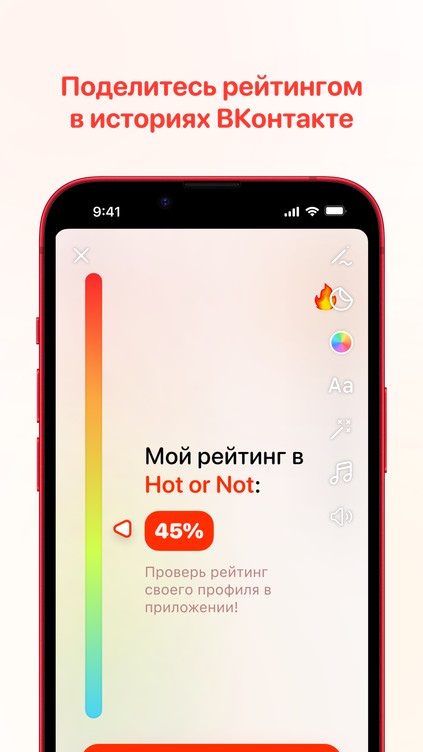 Поделитесь рейтингом
в историях ВКонтакте
9:41
Aa
Мой рейтинг в
Hot or Not:
45%
Проверь рейтинг
своего профиля в
приложении!